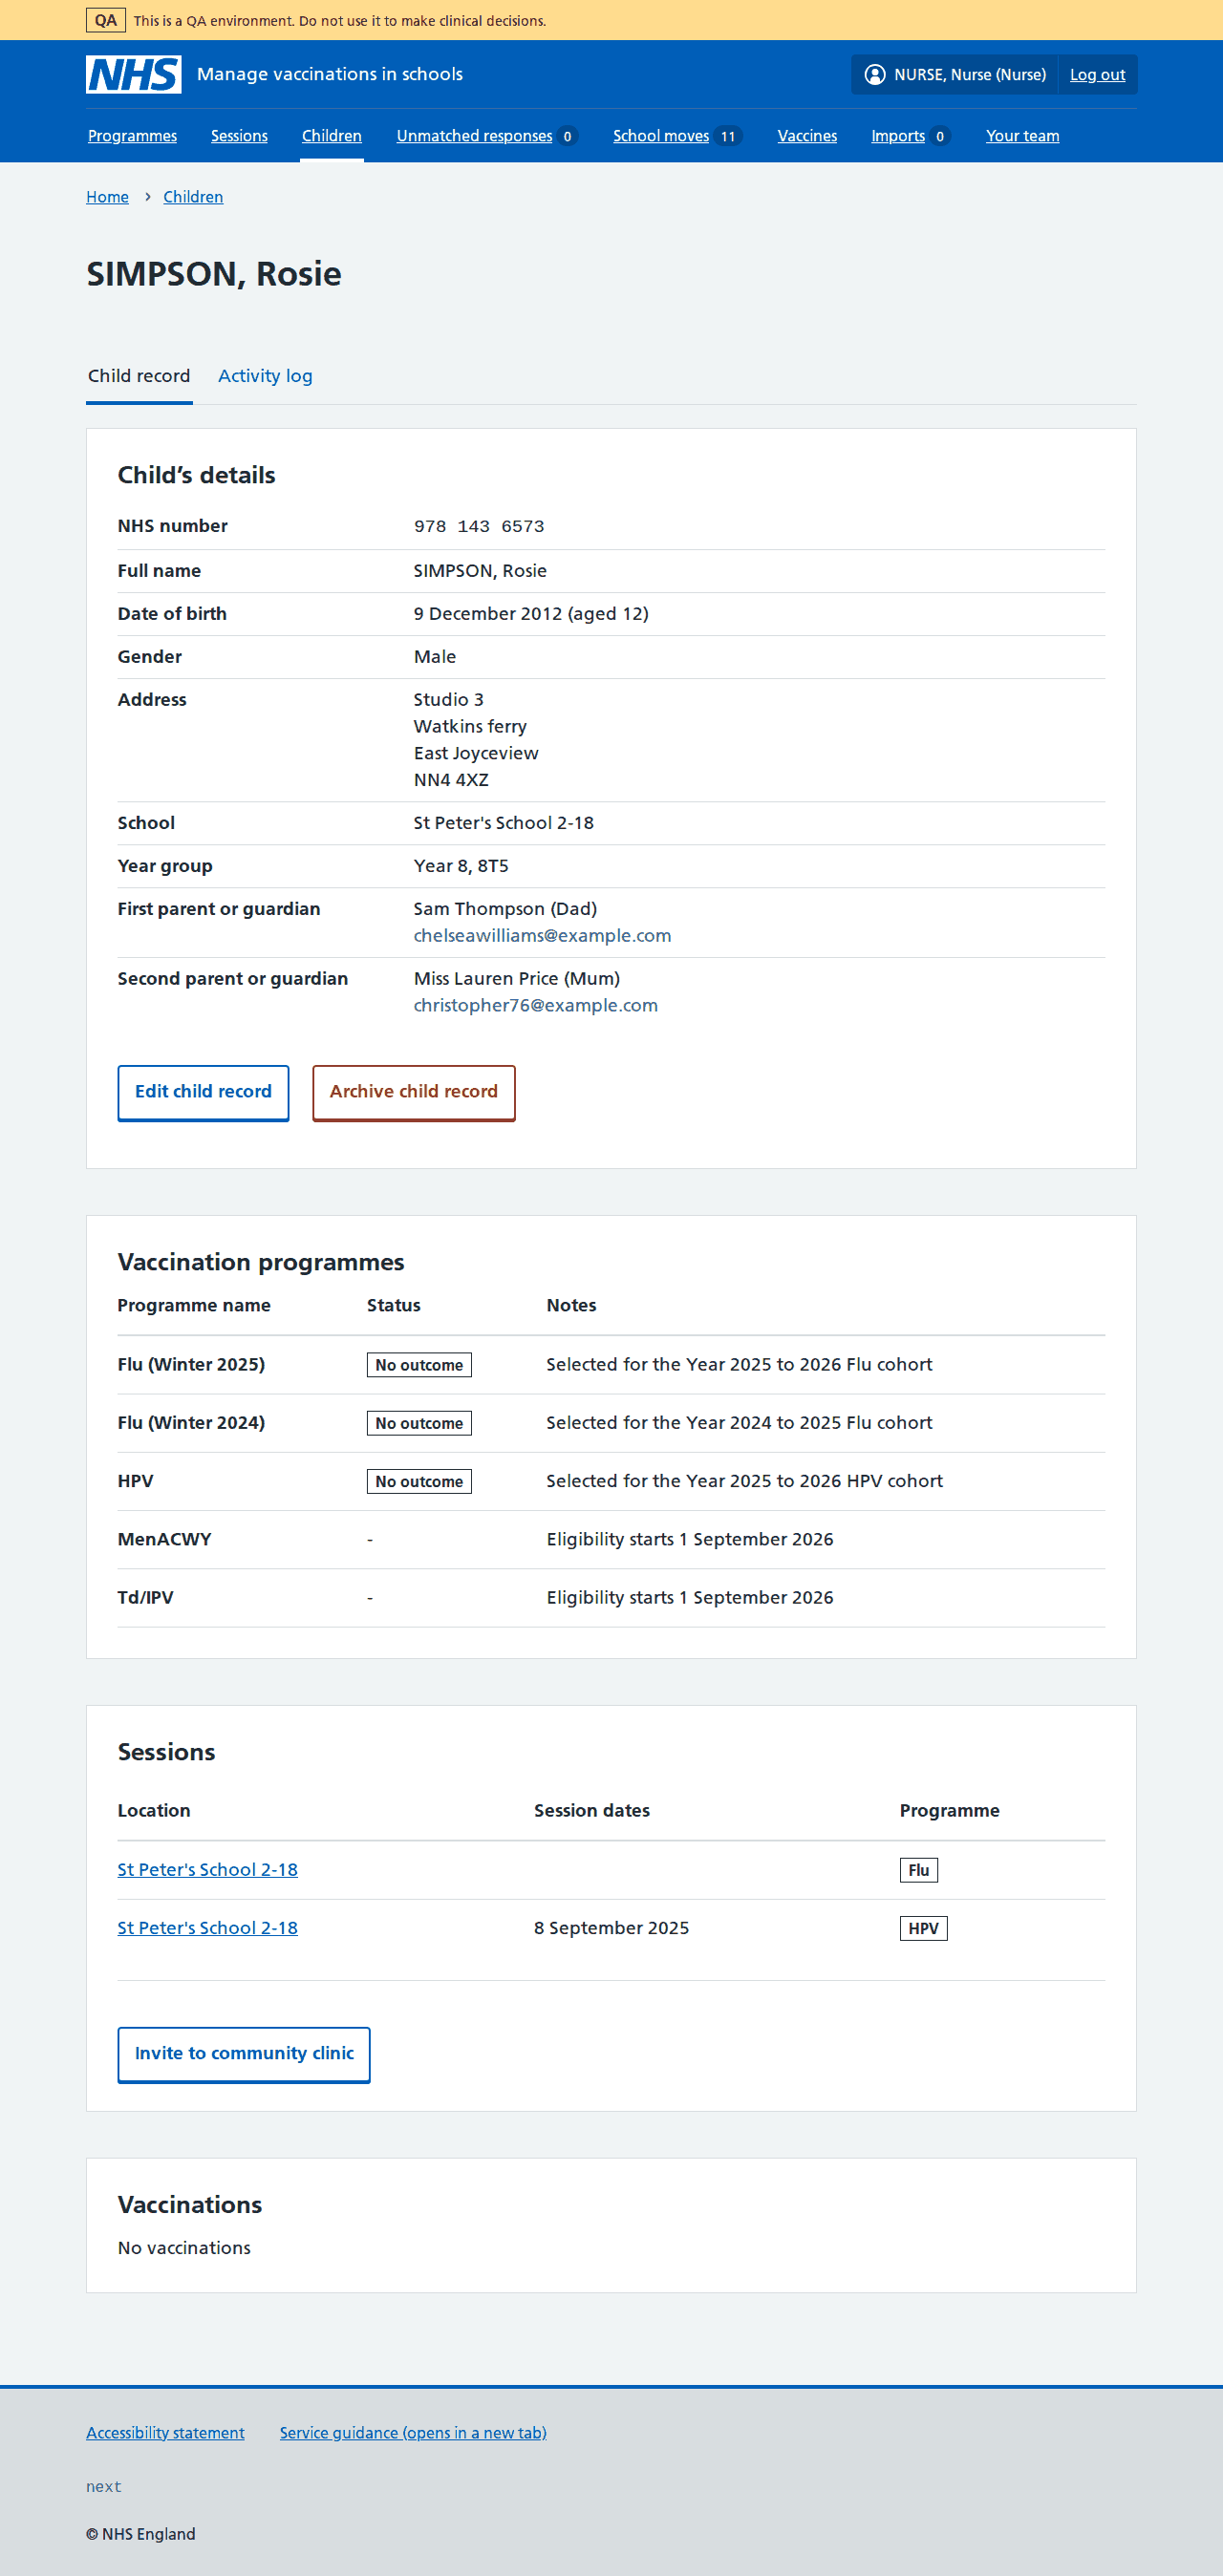 QA This is a QA environment. Do not use it to make clinical decisions.
NHS Manage vaccinations in schools NURSE, Nurse (Nurse) Log out
Programmes Sessions Children Unmatched responses 0 School moves 11 Vaccines Imports 0 Your team
Home › Children
SIMPSON, Rosie
Child record Activity log
Child’s details
NHS number 978 143 6573
Full name SIMPSON, Rosie
Date of birth 9 December 2012 (aged 12)
Gender Male
Address Studio 3
Watkins ferry
East Joyceview
NN4 4XZ
School St Peter's School 2-18
Year group Year 8, 8T5
First parent or guardian Sam Thompson (Dad)
chelseawilliams@example.com
Second parent or guardian Miss Lauren Price (Mum)
christopher76@example.com
Edit child record Archive child record
Vaccination programmes
Programme name Status Notes
Flu (Winter 2025) No outcome Selected for the Year 2025 to 2026 Flu cohort
Flu (Winter 2024) No outcome Selected for the Year 2024 to 2025 Flu cohort
HPV No outcome Selected for the Year 2025 to 2026 HPV cohort
MenACWY - Eligibility starts 1 September 2026
Td/IPV - Eligibility starts 1 September 2026
Sessions
Location Session dates Programme
St Peter's School 2-18 Flu
St Peter's School 2-18 8 September 2025 HPV
Invite to community clinic
Vaccinations
No vaccinations
Accessibility statement Service guidance (opens in a new tab)
next
© NHS England